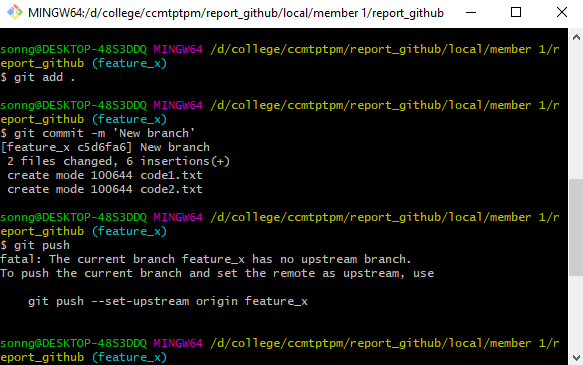 MINGW64:/d/college/ccmtptpm/report_github/local/member 1/report_github
sonng@DESKTOP-48S3DDQ MINGW64 /d/college/ccmtptpm/report_github/local/member 1/r
eport_github (feature_x)
$ git add .
sonng@DESKTOP-48S3DDQ MINGW64 /d/college/ccmtptpm/report_github/local/member 1/r
eport_github (feature_x)
$ git commit -m 'New branch'
[feature_x c5d6fa6] New branch
 2 files changed, 6 insertions(+)
 create mode 100644 code1.txt
 create mode 100644 code2.txt
sonng@DESKTOP-48S3DDQ MINGW64 /d/college/ccmtptpm/report_github/local/member 1/r
eport_github (feature_x)
$ git push
fatal: The current branch feature_x has no upstream branch.
To push the current branch and set the remote as upstream, use
    git push --set-upstream origin feature_x
sonng@DESKTOP-48S3DDQ MINGW64 /d/college/ccmtptpm/report_github/local/member 1/r
eport_github (feature_x)